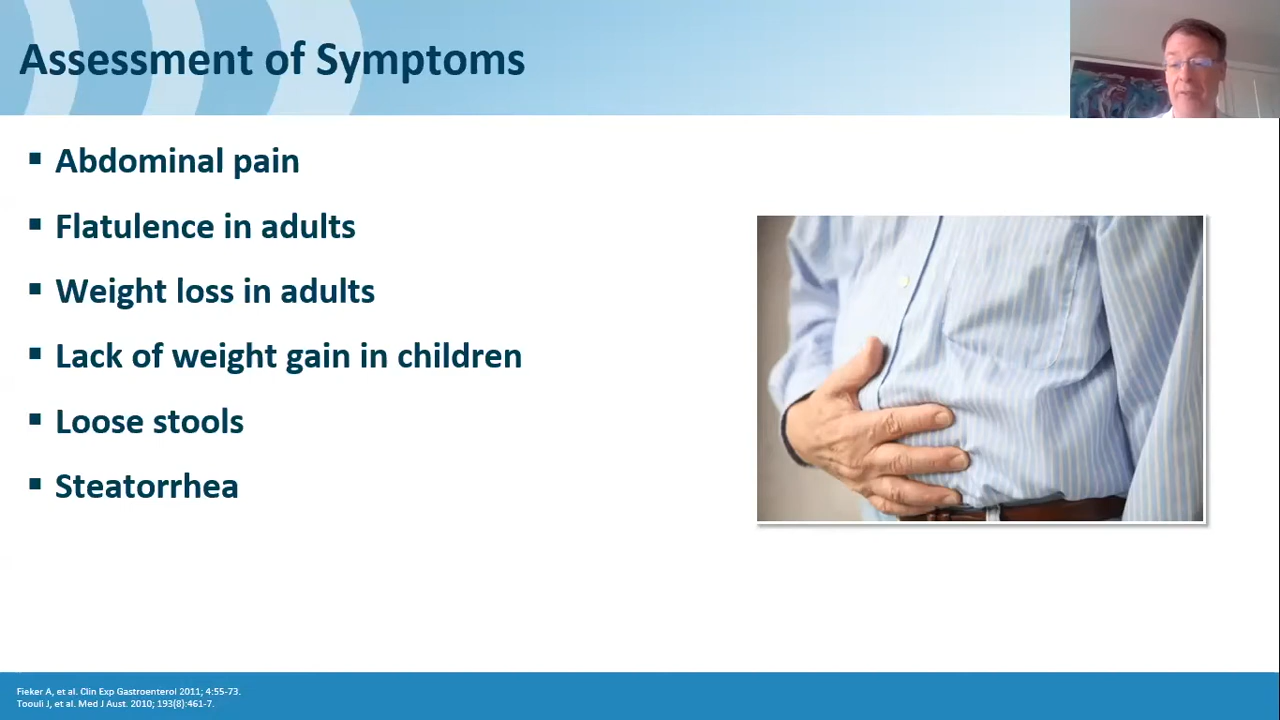 Assessment of Symptoms
▪ Abdominal pain
▪ Flatulence in adults
▪ Weight loss in adults
▪ Lack of weight gain in children
▪ Loose stools
▪ Steatorrhea
Fieker A, et al. Clin Exp Gastroenterol 2011; 4:55-73.
Toouli J, et al. Med J Aust. 2010; 193(8):461-7.